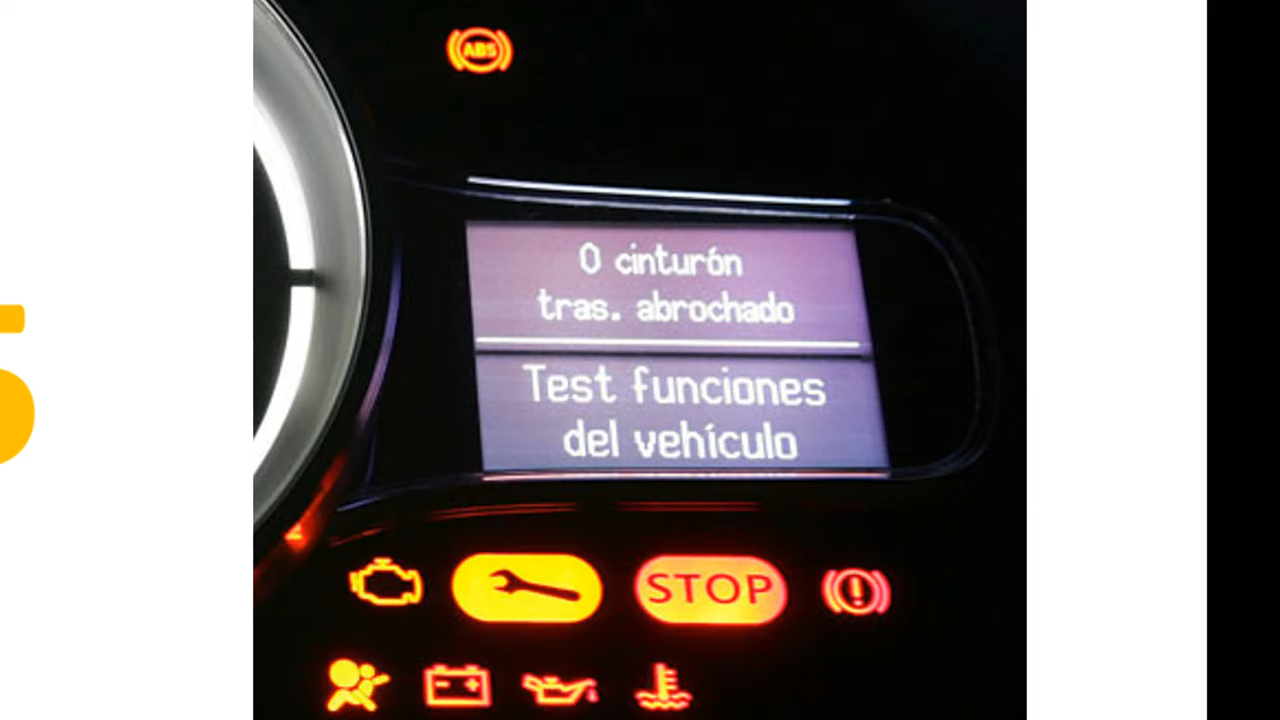 ABS
0 cinturón
tras. abrochado
Test funciones
del vehículo
STOP